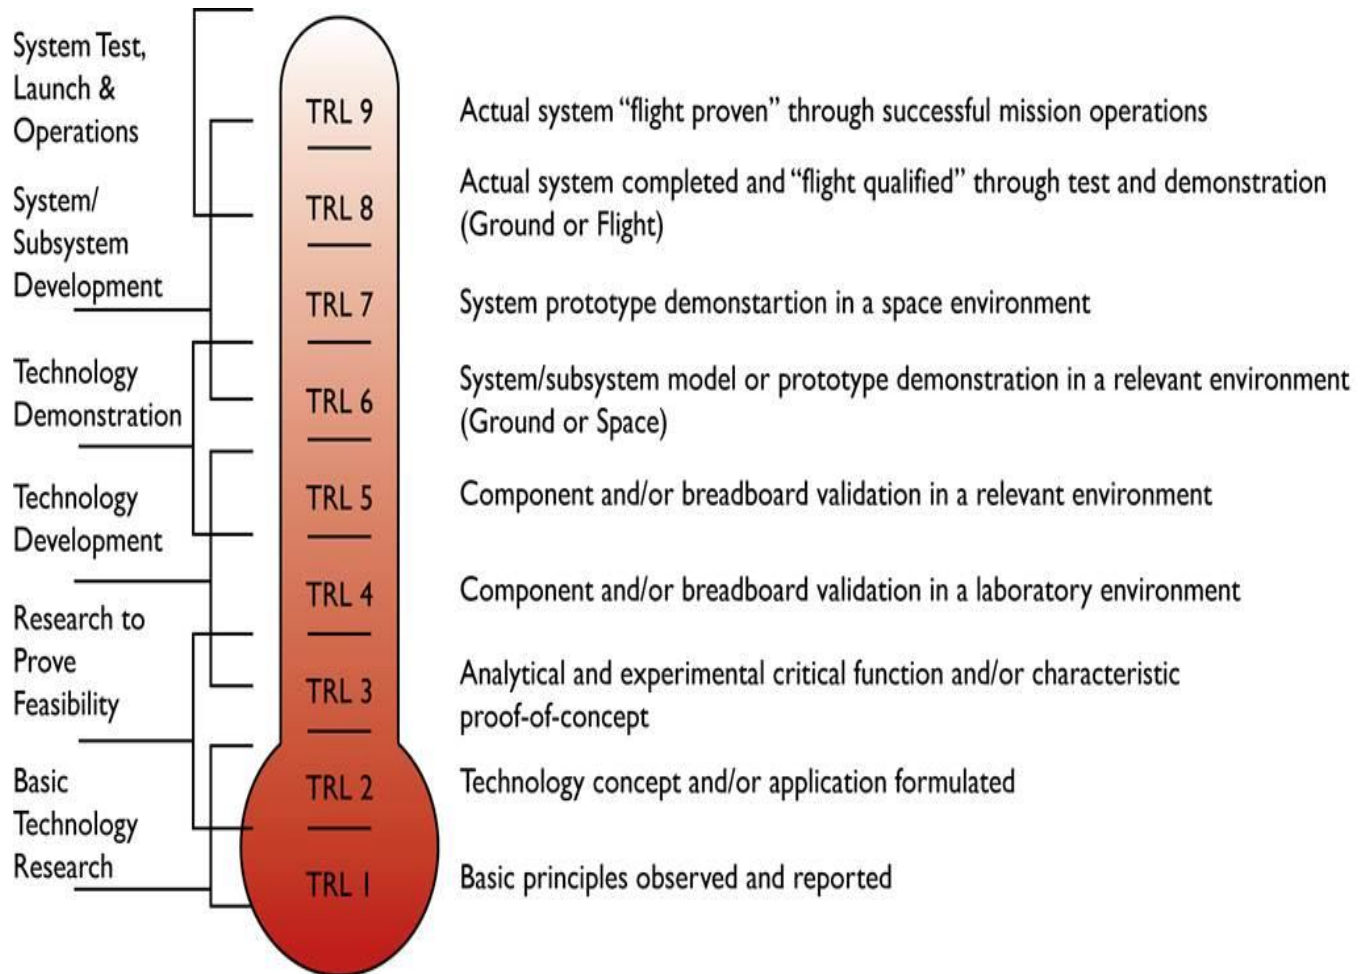 System Test,
Launch &
Operations
System/
Subsystem
Development
Technology
Demonstration
Technology
Development
Research to
Prove
Feasibility
Basic
Technology
Research
TRL 9
TRL 8
TRL 7
TRL 6
TRL 5
TRL 4
TRL 3
TRL 2
TRL 1
Actual system “flight proven” through successful mission operations
Actual system completed and “flight qualified” through test and demonstration
(Ground or Flight)
System prototype demonstartion in a space environment
System/subsystem model or prototype demonstration in a relevant environment
(Ground or Space)
Component and/or breadboard validation in a relevant environment
Component and/or breadboard validation in a laboratory environment
Analytical and experimental critical function and/or characteristic
proof-of-concept
Technology concept and/or application formulated
Basic principles observed and reported